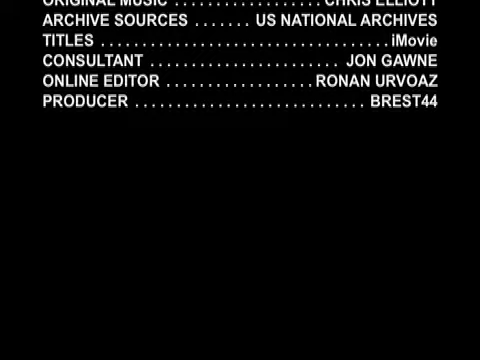 ORIGINAL MUSIC . . . . . . . . . . . . . . . . . . CHRIS ELLIOTT
ARCHIVE SOURCES . . . . . . . US NATIONAL ARCHIVES
TITLES . . . . . . . . . . . . . . . . . . . . . . . . . . . . . . . . . . . iMovie
CONSULTANT . . . . . . . . . . . . . . . . . . . . . . . JON GAWNE
ONLINE EDITOR . . . . . . . . . . . . . . . . . . RONAN URVOAZ
PRODUCER . . . . . . . . . . . . . . . . . . . . . . . . . . . . BREST44